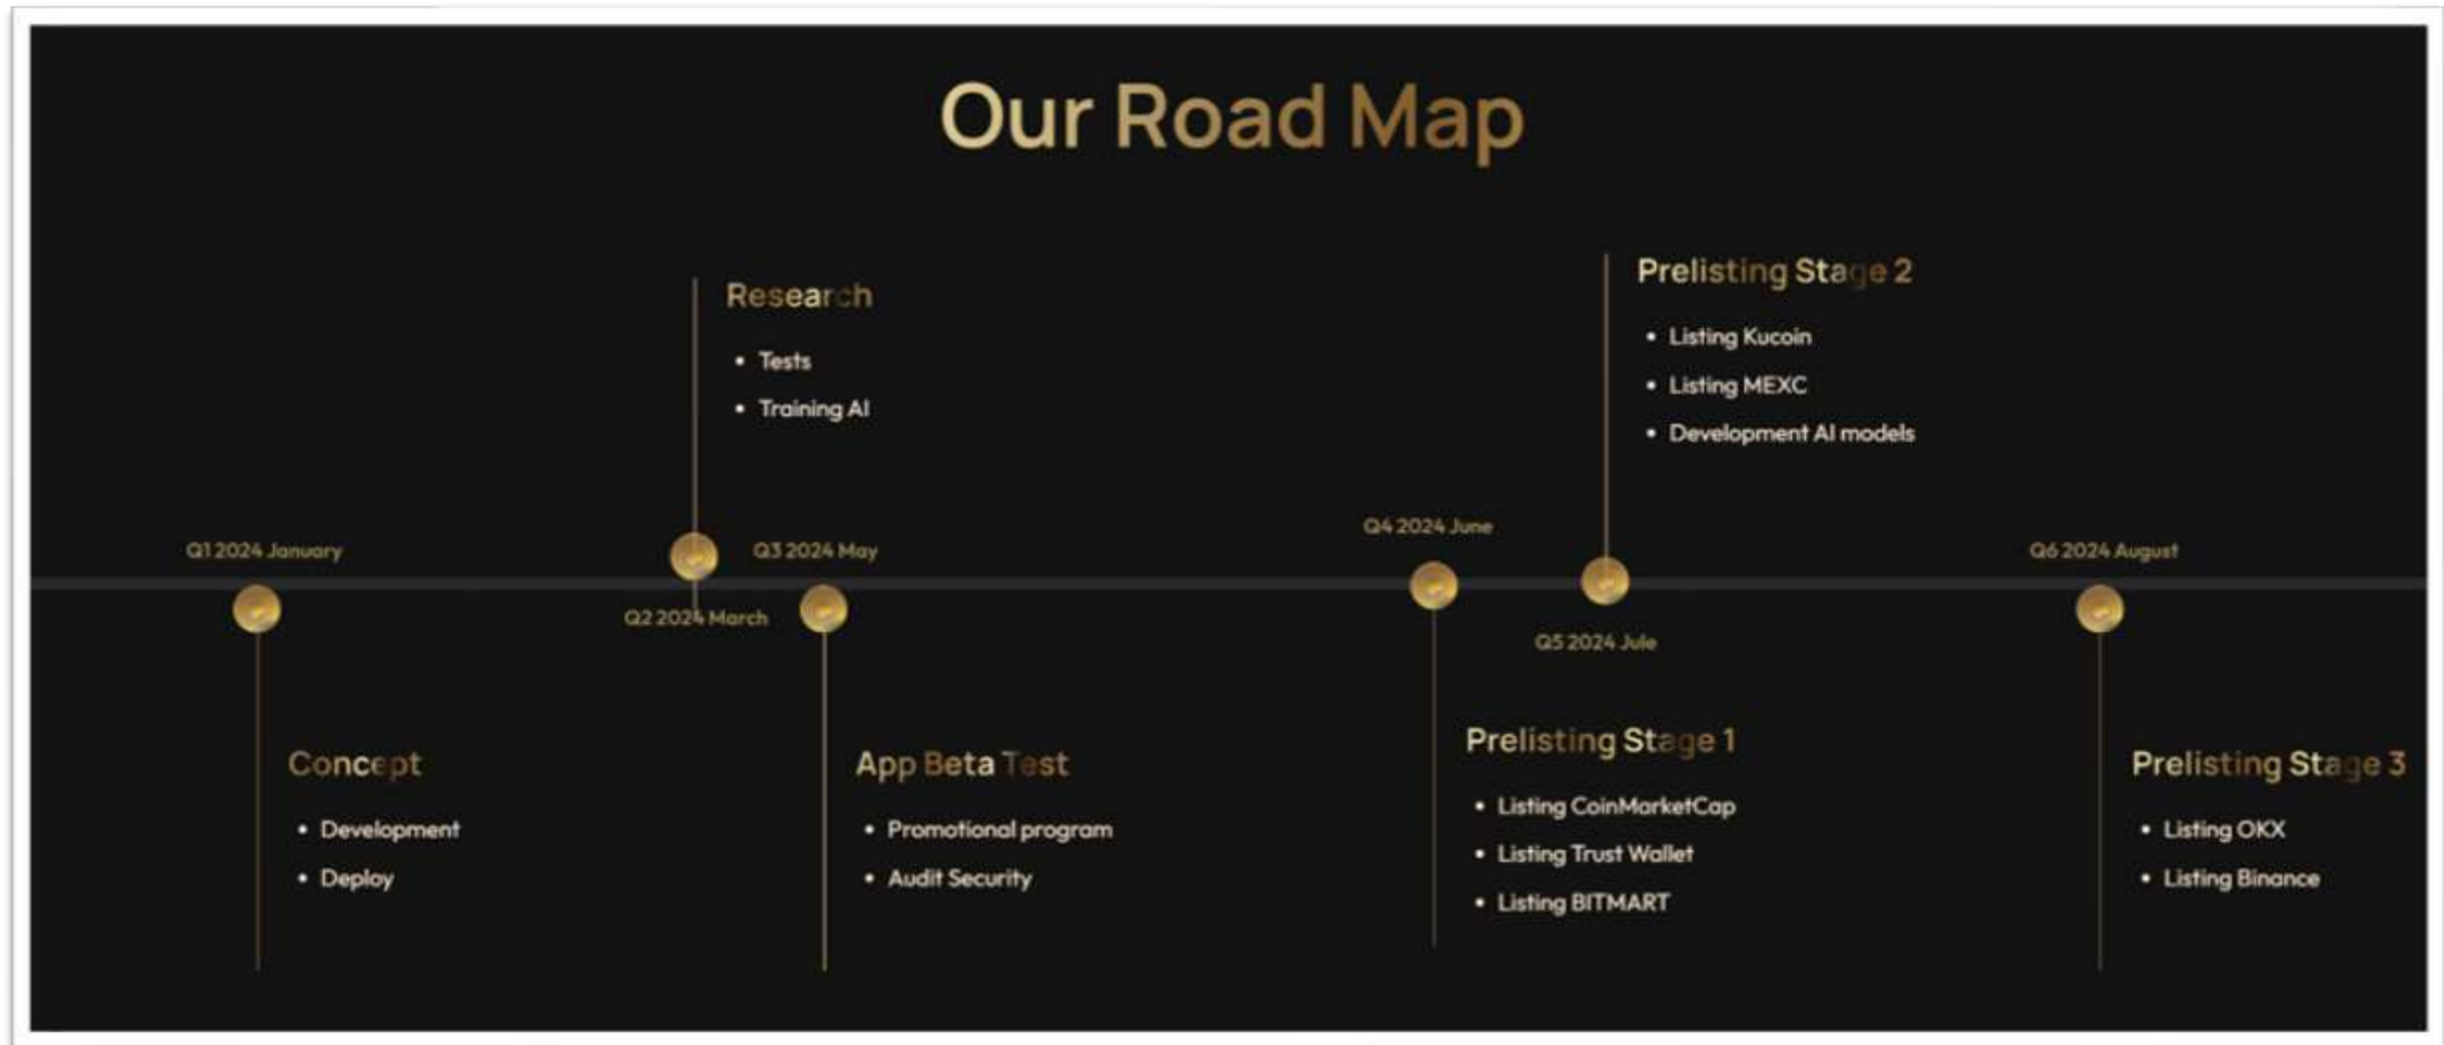 Our Road Map
Q1 2024 January
Concept
• Development
• Deploy
Research
• Tests
• Training AI
Q2 2024 March
Q3 2024 May
App Beta Test
• Promotional program
• Audit Security
Q4 2024 June
Prelisting Stage 1
• Listing CoinMarketCap
• Listing Trust Wallet
• Listing BITMART
Prelisting Stage 2
• Listing Kucoin
• Listing MEXC
• Development AI models
Q5 2024 Jule
Q6 2024 August
Prelisting Stage 3
• Listing OKX
• Listing Binance